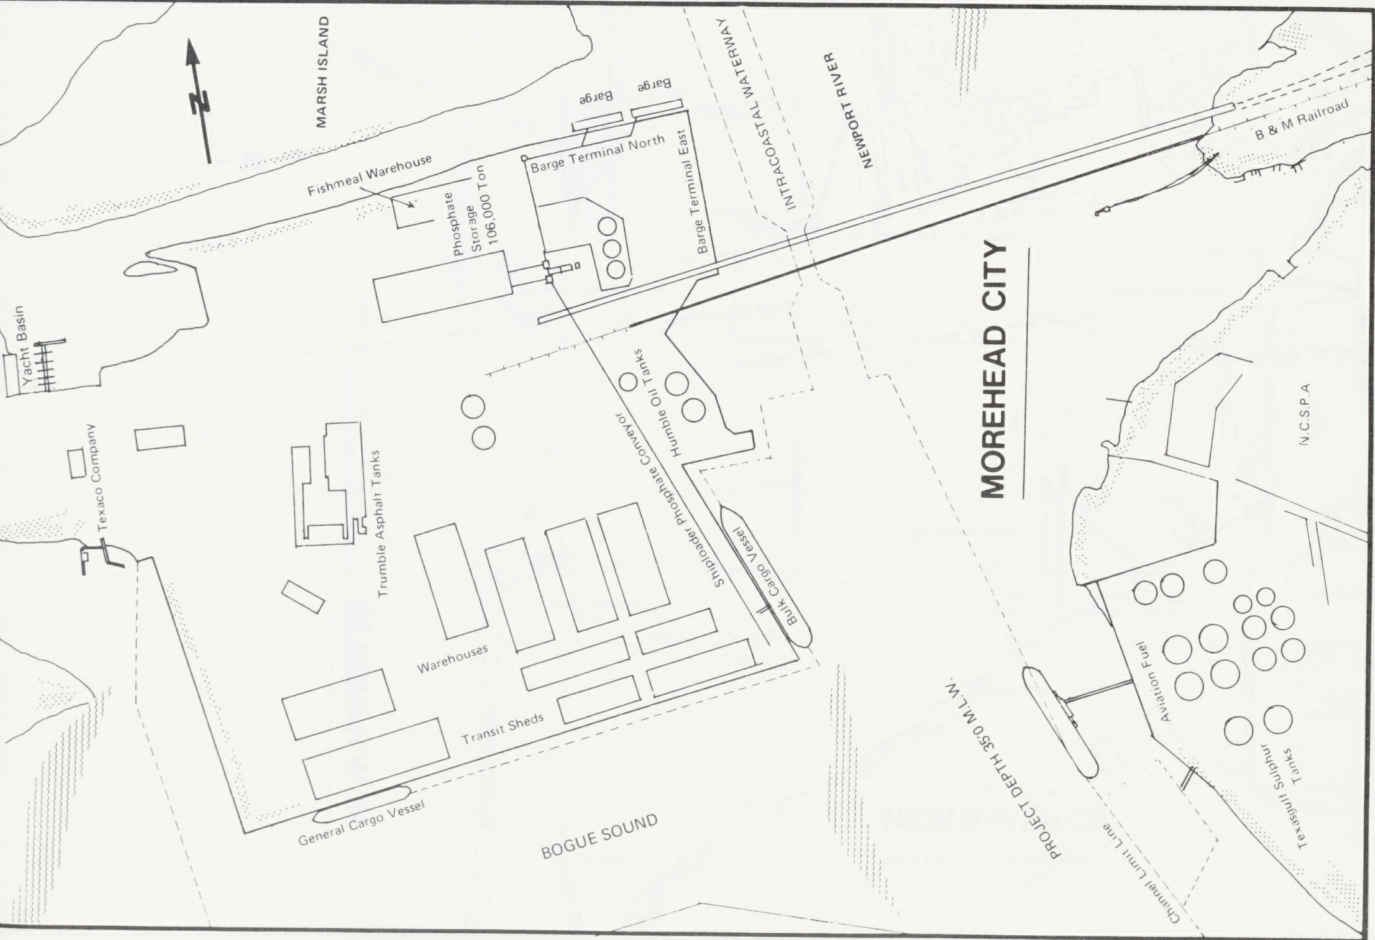 MARSH ISLAND
N
Barge
Barge
INTRACOASTAL WATERWAY
NEWPORT RIVER
B & M Railroad
Fishmeal Warehouse
Barge Terminal North
Barge Terminal East
Phosphate
Storage
106,000 Ton
MOREHEAD CITY
Yacht Basin
Texaco Company
Trumble Asphalt Tanks
Humble Oil Tanks
Shiploader Phosphate Conveyor
Bulk Cargo Vessel
N.C.S.P.A
Warehouses
Transit Sheds
General Cargo Vessel
BOGUE SOUND
PROJECT DEPTH 35'0 M.L.W.
Channel Limit Line
Aviation Fuel
Texasgulf Sulphur
Tanks